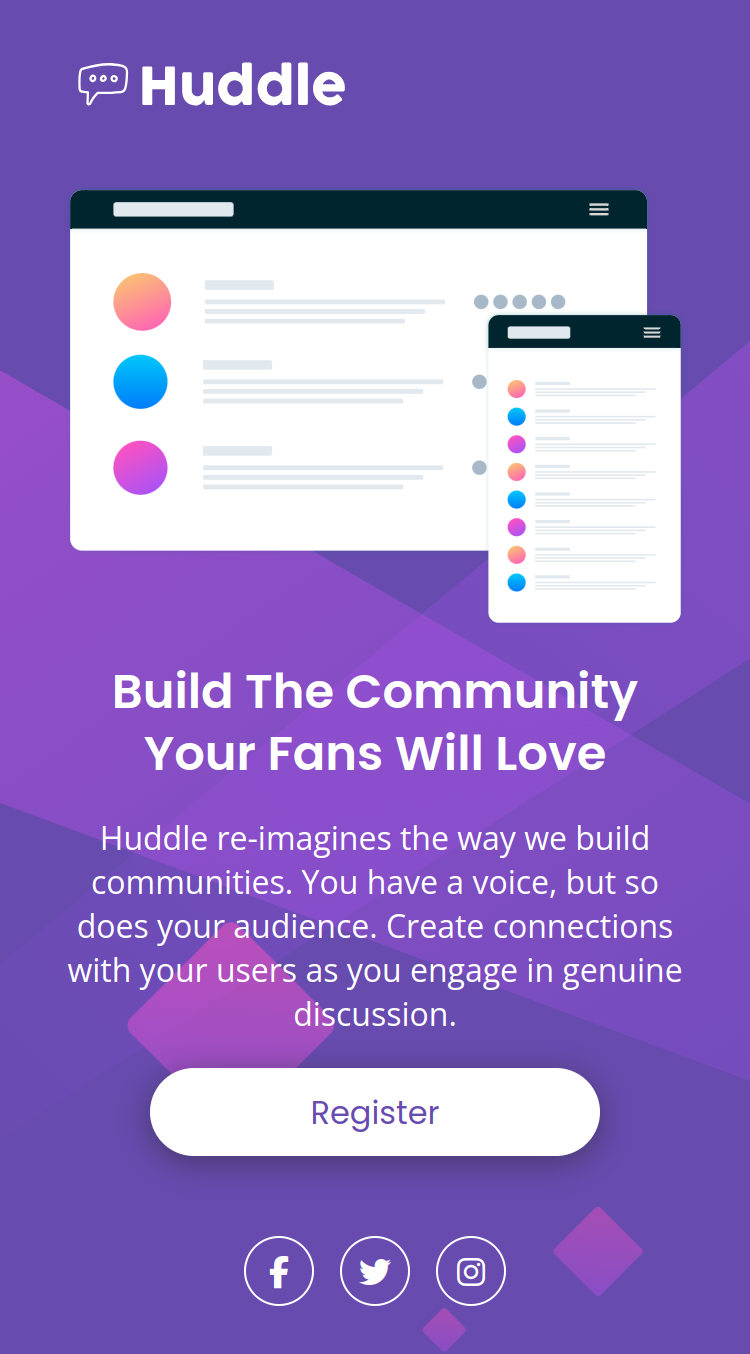 Huddle
Build The Community
Your Fans Will Love
Huddle re-imagines the way we build
communities. You have a voice, but so
does your audience. Create connections
with your users as you engage in genuine
discussion.
Register